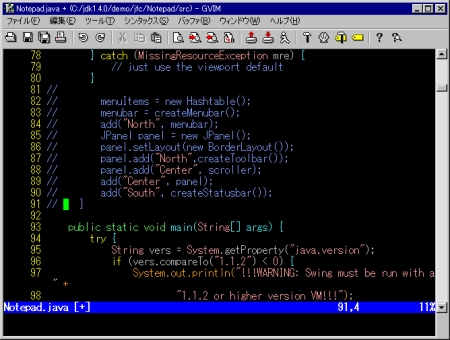 Notepad.java + (C:/jdk1.4.0/demo/jfc/Notepad/src) - GVIM
ファイル(F) 編集(E) ツール(T) シンタックス(S) バッファ(B) ウィンドウ(W) ヘルプ(H)
78 } catch (MissingResourceException mre) {
79 // just use the viewport default
80 }
81 //
82 // menuItems = new Hashtable();
83 // menubar = createMenubar();
84 // add("North", menubar);
85 // JPanel panel = new JPanel();
86 // panel.setLayout(new BorderLayout());
87 // panel.add("North",createToolbar());
88 // panel.add("Center", scroller);
89 // add("Center", panel);
90 // add("South", createStatusbar());
91 // }
92
93 public static void main(String[] args) {
94 try {
95 String vers = System.getProperty("java.version");
96 if (vers.compareTo("1.1.2") < 0) {
97 System.out.println("!!!WARNING: Swing must be run with a
" +
98 "1.1.2 or higher version VM!!!");
Notepad.java [+] 91,4 11%